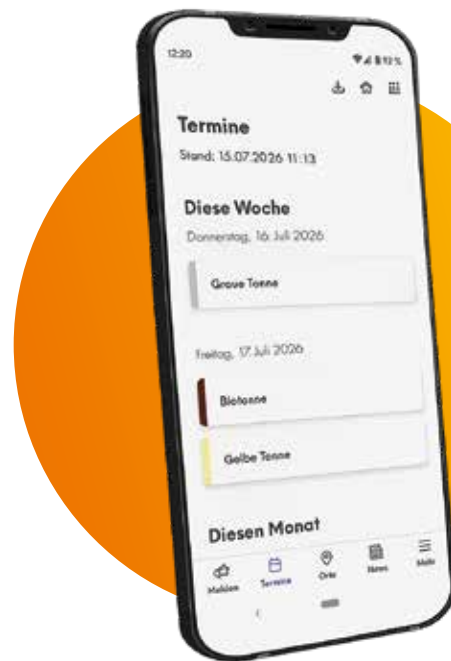 12:20
92%
Termine
Stand: 15.07.2026 11:13
Diese Woche
Donnerstag, 16. Juli 2026
Graue Tonne
Freitag, 17. Juli 2026
Biotonne
Gelbe Tonne
Diesen Monat
Melden Termine Orte News Mehr